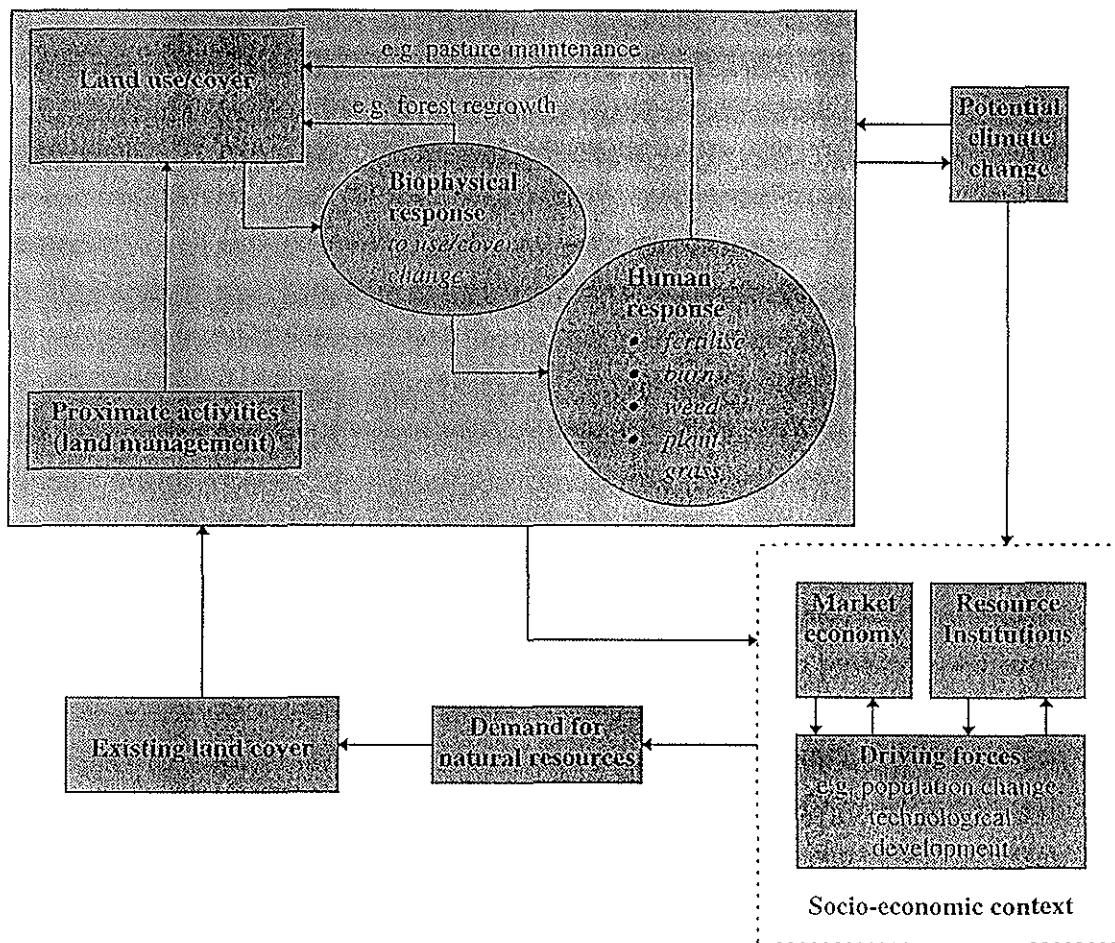 e.g. pasture maintenance
Land use/cover
e.g. forest regrowth
Potential
climate
change
Biophysical
response
to use/cover
change
Human
response
• fertilise
• burn
• weed
• plant
grass
Proximate activities
(land management)
Market
economy
Resource
Institutions
Existing land cover
Demand for
natural resources
Driving forces
e.g. population change
technological
development
Socio-economic context